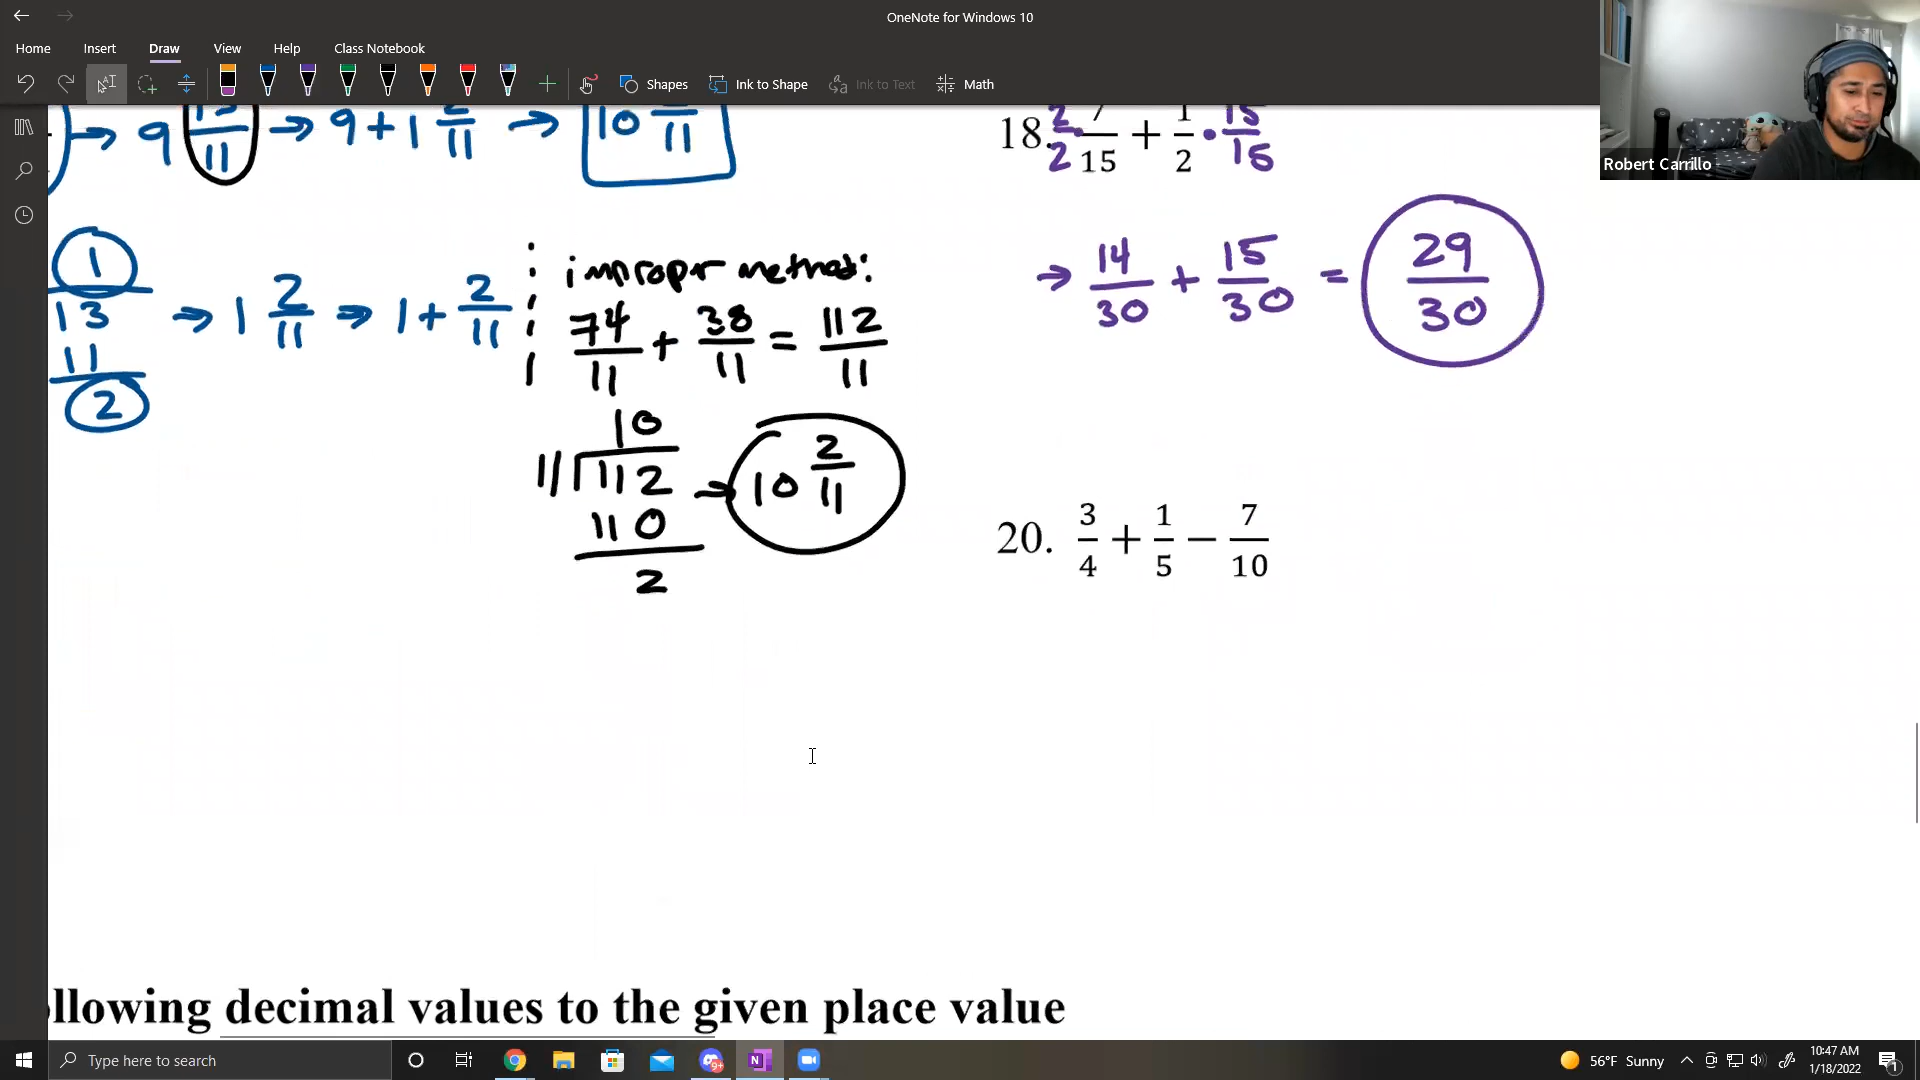 OneNote for Windows 10
Home Insert Draw View Help Class Notebook
Shapes Ink to Shape Ink to Text Math
Robert Carrillo
→ 9 13/11 → 9 + 1 2/11 → 10 2/11
1
13 → 1 2/11 → 1 + 2/11
11
2
improper method:
74/11 + 38/11 = 112/11
10
11 112 → 10 2/11
110
2
18. 2/2 · 7/15 + 1/2 · 15/15
→ 14/30 + 15/30 = 29/30
20. 3/4 + 1/5 − 7/10
llowing decimal values to the given place value
Type here to search
56°F Sunny
10:47 AM
1/18/2022